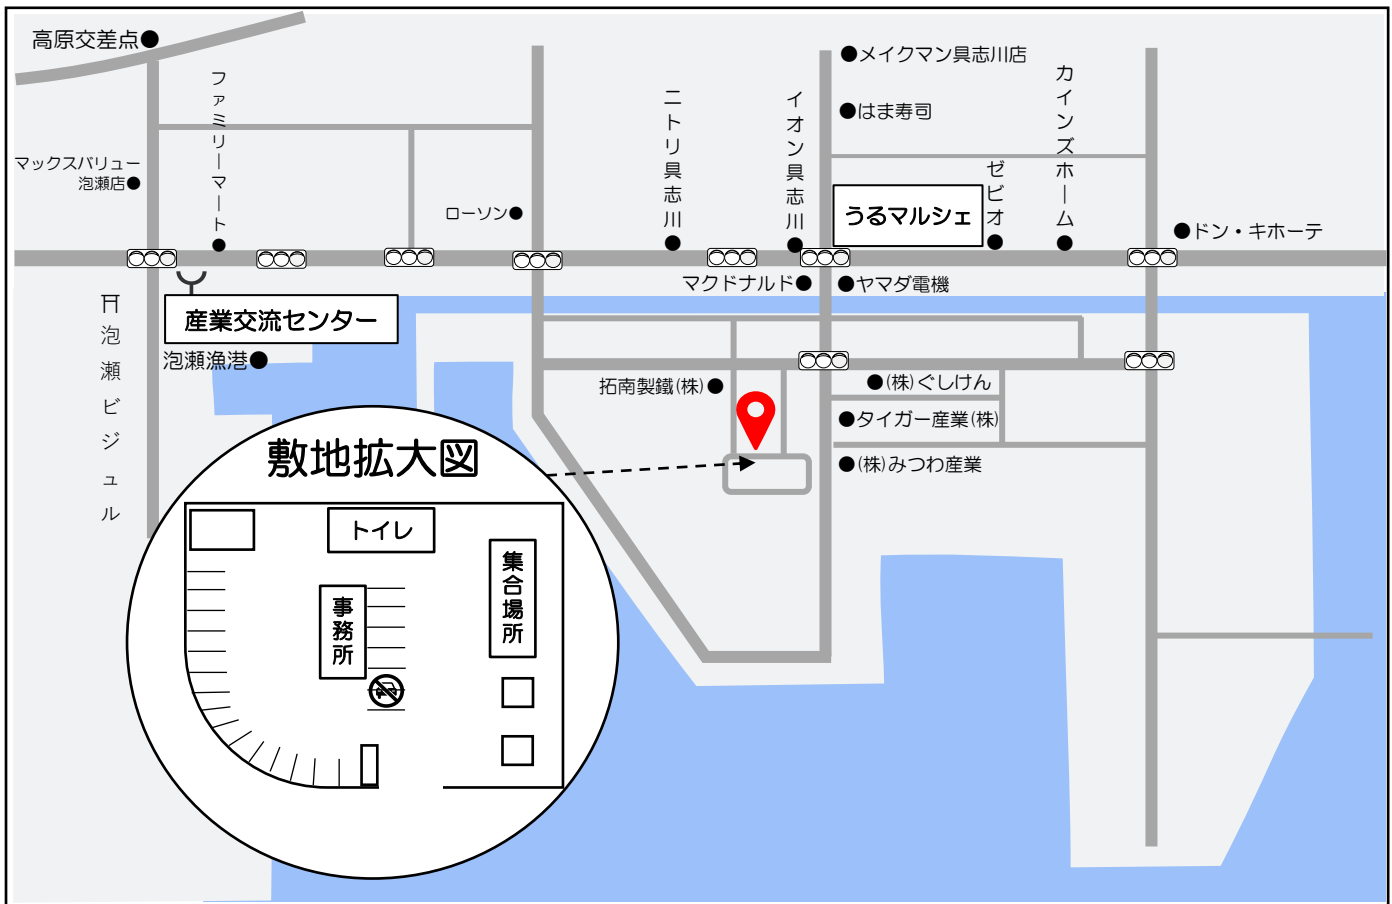 高原交差点
ファミリーマート
マックスバリュー
泡瀬店
ローソン
ニトリ具志川
イオン具志川
メイクマン具志川店
はま寿司
カインズホーム
ゼビオ
うるマルシェ
ドン・キホーテ
マクドナルド
ヤマダ電機
産業交流センター
泡瀬漁港
泡瀬ビジュル
拓南製鐵(株)
(株)ぐしけん
タイガー産業(株)
(株)みつわ産業
敷地拡大図
トイレ
集合場所
事務所